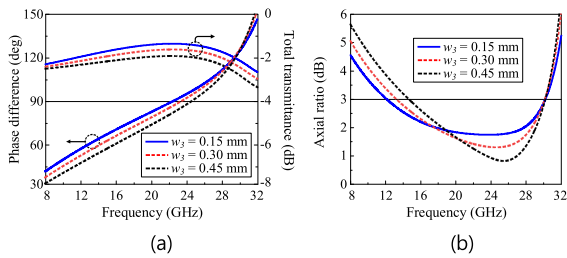 150
120
90
60
30
0
-2
-4
-6
-8
Phase difference (deg)
Total transmittance (dB)
w₃ = 0.15 mm
w₃ = 0.30 mm
w₃ = 0.45 mm
8 12 16 20 24 28 32
Frequency (GHz)
(a)
6
5
4
3
2
1
0
Axial ratio (dB)
w₃ = 0.15 mm
w₃ = 0.30 mm
w₃ = 0.45 mm
8 12 16 20 24 28 32
Frequency (GHz)
(b)